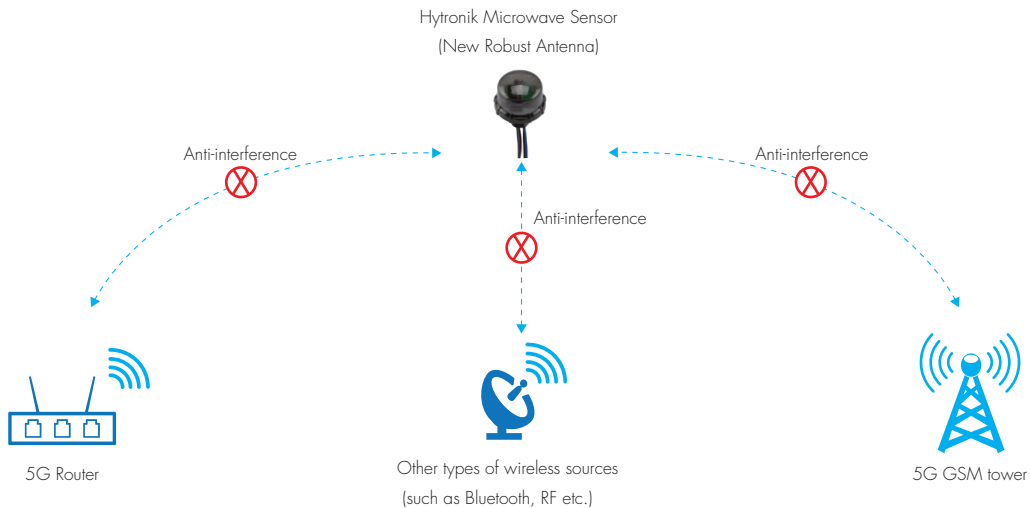 Hytronik Microwave Sensor
(New Robust Antenna)
Anti-interference
Anti-interference
Anti-interference
5G Router
Other types of wireless sources
(such as Bluetooth, RF etc.)
5G GSM tower